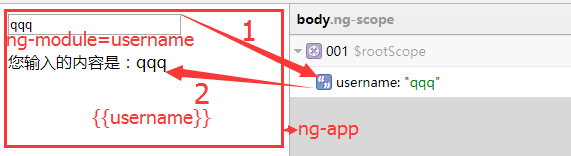 qqq
ng-module=username
您输入的内容是：qqq
{{username}}
1
2
ng-app
body.ng-scope
001 $rootScope
username: "qqq"